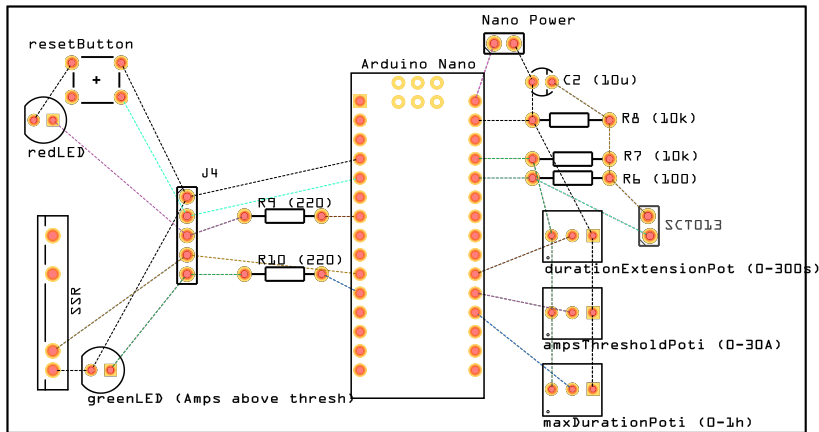 Nano Power
resetButton
Arduino Nano
C2 (10u)
R8 (10k)
redLED
R7 (10k)
J4
R6 (100)
R9 (220)
SCT013
R10 (220)
durationExtensionPot (0-300s)
SSR
ampsThresholdPoti (0-30A)
greenLED (Amps above thresh)
maxDurationPoti (0-1h)